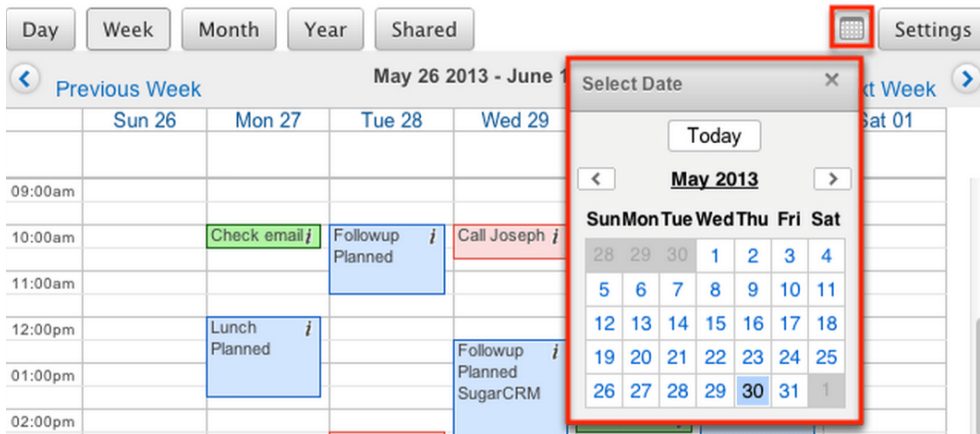 Day Week Month Year Shared Settings
May 26 2013 - June 1
Previous Week xt Week
Sun 26 Mon 27 Tue 28 Wed 29 Sat 01
09:00am
10:00am
11:00am
12:00pm
01:00pm
02:00pm
Check email i
Lunch i
Planned
Followup i
Planned
Call Joseph i
Followup i
Planned
SugarCRM
Select Date ×
Today
< May 2013 >
Sun Mon Tue Wed Thu Fri Sat
28 29 30 1 2 3 4
5 6 7 8 9 10 11
12 13 14 15 16 17 18
19 20 21 22 23 24 25
26 27 28 29 30 31 1